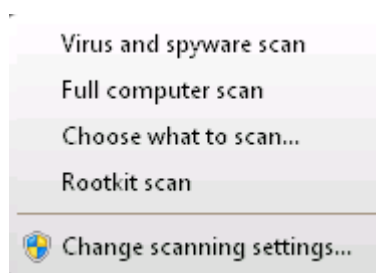 Virus and spyware scan
Full computer scan
Choose what to scan...
Rootkit scan
Change scanning settings...